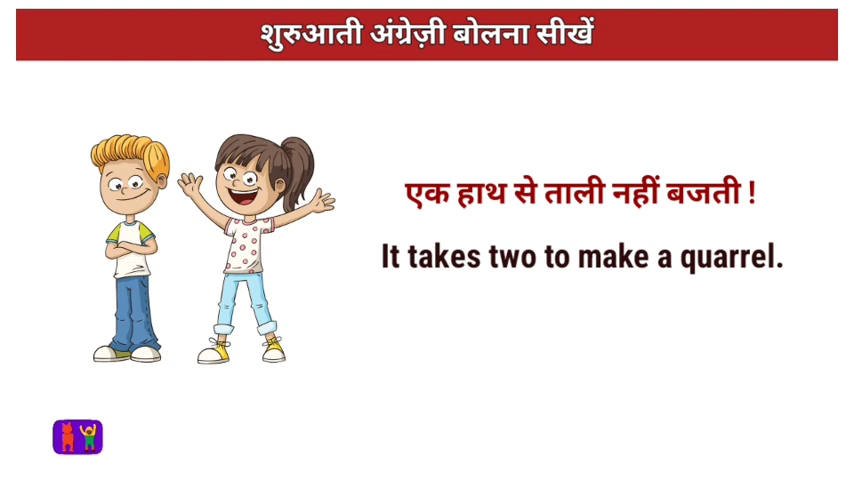 शुरुआती अंग्रेज़ी बोलना सीखें
एक हाथ से ताली नहीं बजती !
It takes two to make a quarrel.